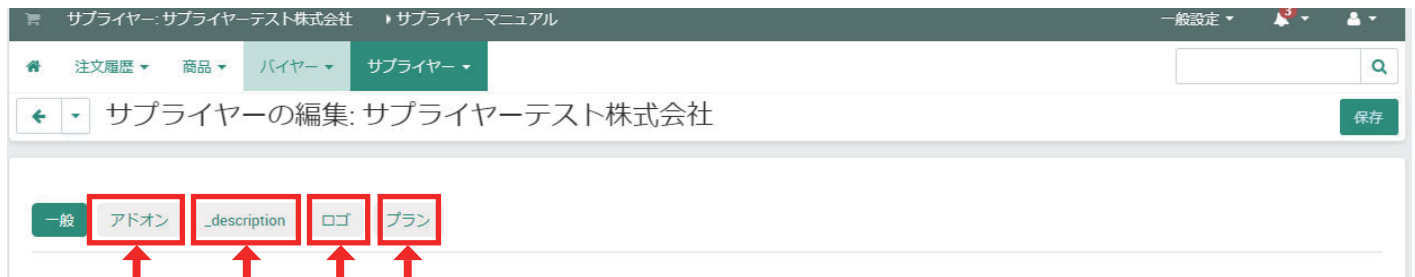 サプライヤー: サプライヤーテスト株式会社 サプライヤーマニュアル 一般設定 3
注文履歴 商品 バイヤー サプライヤー
サプライヤーの編集: サプライヤーテスト株式会社 保存
一般 アドオン _description ロゴ プラン